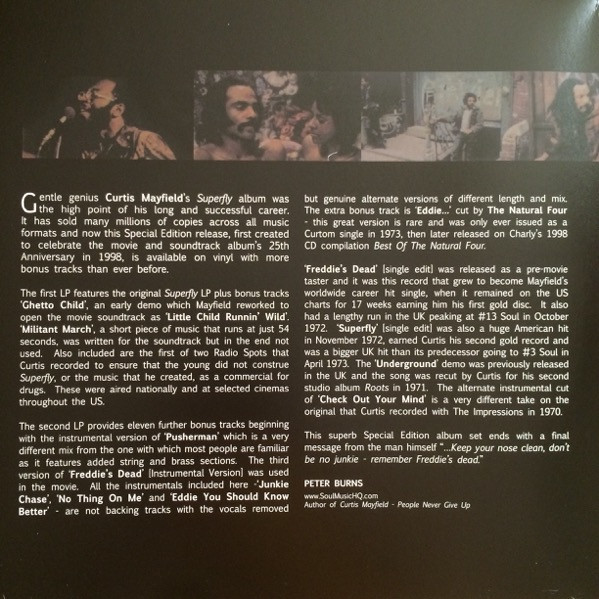 Gentle genius Curtis Mayfield's Superfly album was
the high point of his long and successful career.
It has sold many millions of copies across all music
formats and now this Special Edition release, first created
to celebrate the movie and soundtrack album's 25th
Anniversary in 1998, is available on vinyl with more
bonus tracks than ever before.
The first LP features the original Superfly LP plus bonus tracks
'Ghetto Child', an early demo which Mayfield reworked to
open the movie soundtrack as 'Little Child Runnin' Wild'.
'Militant March', a short piece of music that runs at just 54
seconds, was written for the soundtrack but in the end not
used. Also included are the first of two Radio Spots that
Curtis recorded to ensure that the young did not construe
Superfly, or the music that he created, as a commercial for
drugs. These were aired nationally and at selected cinemas
throughout the US.
The second LP provides eleven further bonus tracks beginning
with the instrumental version of 'Pusherman' which is a very
different mix from the one with which most people are familiar
as it features added string and brass sections. The third
version of 'Freddie's Dead' [Instrumental Version] was used
in the movie. All the instrumentals included here -'Junkie
Chase', 'No Thing On Me' and 'Eddie You Should Know
Better' - are not backing tracks with the vocals removed
but genuine alternate versions of different length and mix.
The extra bonus track is 'Eddie...' cut by The Natural Four
- this great version is rare and was only ever issued as a
Curtom single in 1973, then later released on Charly's 1998
CD compilation Best Of The Natural Four.
'Freddie's Dead' [single edit] was released as a pre-movie
taster and it was this record that grew to become Mayfield's
worldwide career hit single, when it remained on the US
charts for 17 weeks earning him his first gold disc. It also
had a lengthy run in the UK peaking at #13 Soul in October
1972. 'Superfly' [single edit] was also a huge American hit
in November 1972, earned Curtis his second gold record and
was a bigger UK hit than its predecessor going to #3 Soul in
April 1973. The 'Underground' demo was previously released
in the UK and the song was recut by Curtis for his second
studio album Roots in 1971. The alternate instrumental cut
of 'Check Out Your Mind' is a very different take on the
original that Curtis recorded with The Impressions in 1970.
This superb Special Edition album set ends with a final
message from the man himself "...Keep your nose clean, don't
be no junkie - remember Freddie's dead."
PETER BURNS
www.SoulMusicHQ.com
Author of Curtis Mayfield - People Never Give Up